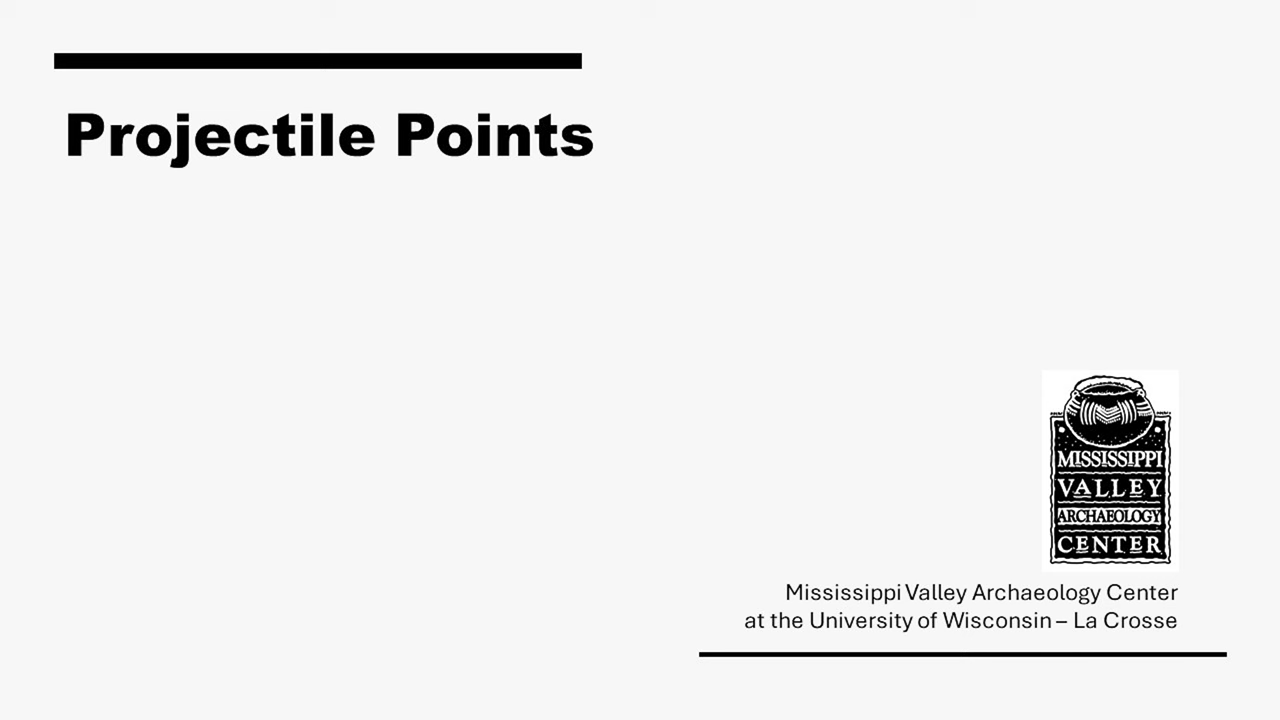 Projectile Points
MISSISSIPPI
VALLEY
ARCHAEOLOGY
CENTER
Mississippi Valley Archaeology Center
at the University of Wisconsin – La Crosse